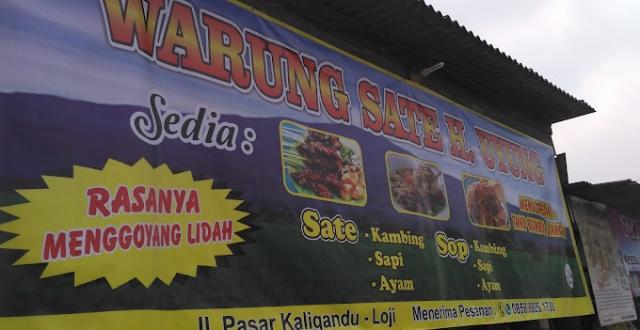 WARUNG SATE H. UYUNG
Sedia :
RASANYA
MENGGOYANG LIDAH
Sate
- Kambing
- Sapi
- Ayam
Sop
- Kambing
- Sapi
- Ayam
Jl. Pasar Kaligandu - Loji
Menerima Pesanan :